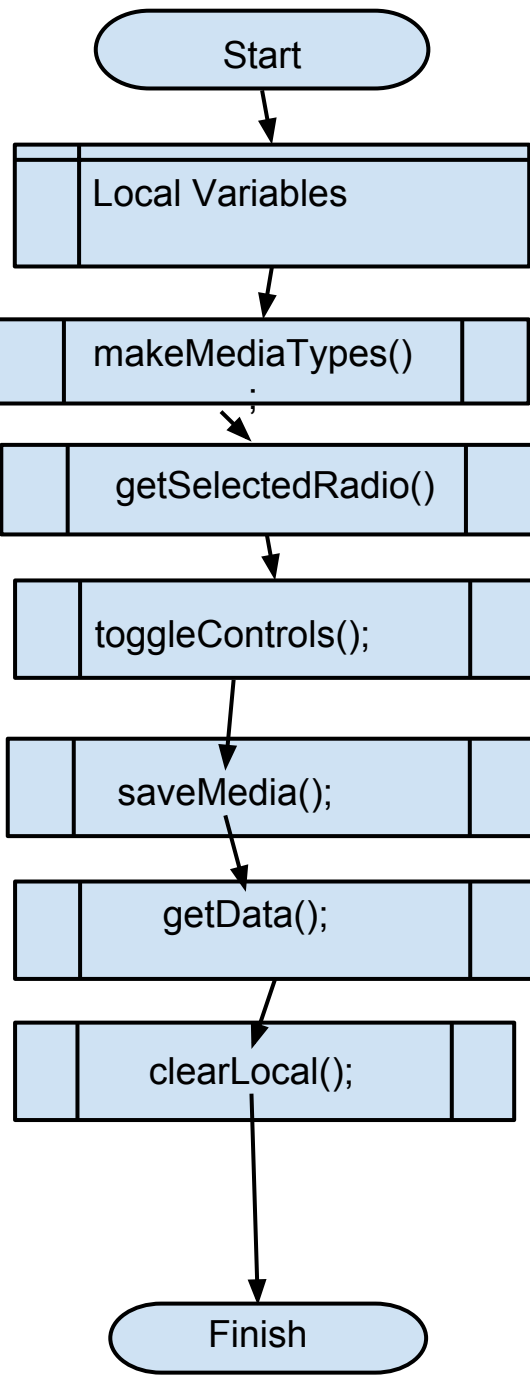 Start
Local Variables
makeMediaTypes()
;
getSelectedRadio()
toggleControls();
saveMedia();
getData();
clearLocal();
Finish